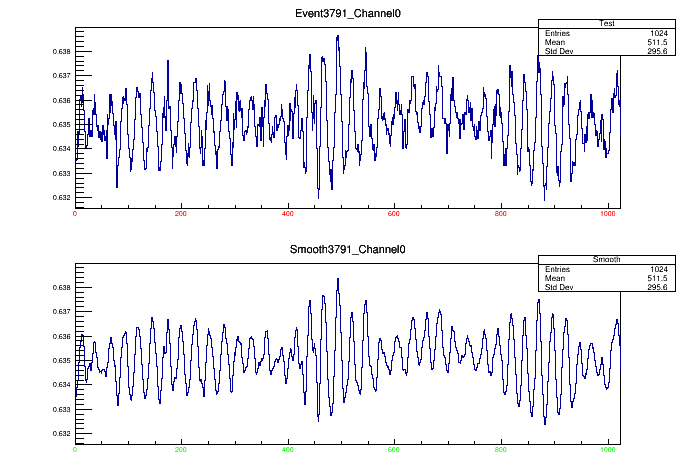 Event3791_Channel0
Test
Entries 1024
Mean 511.5
Std Dev 295.6
0.638
0.637
0.636
0.635
0.634
0.633
0.632
0 200 400 600 800 1000
Smooth3791_Channel0
Smooth
Entries 1024
Mean 511.5
Std Dev 295.6
0.638
0.637
0.636
0.635
0.634
0.633
0.632
0 200 400 600 800 1000